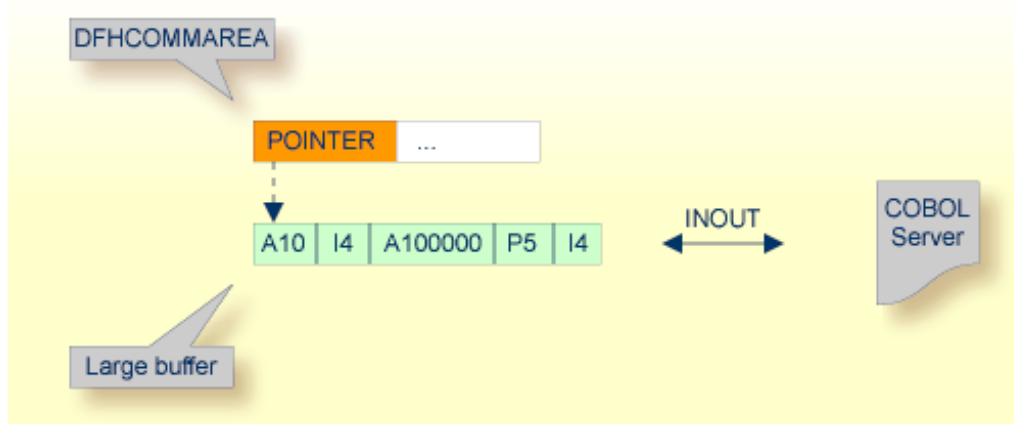 DFHCOMMAREA
POINTER ...
A10 I4 A100000 P5 I4
INOUT
COBOL
Server
Large buffer